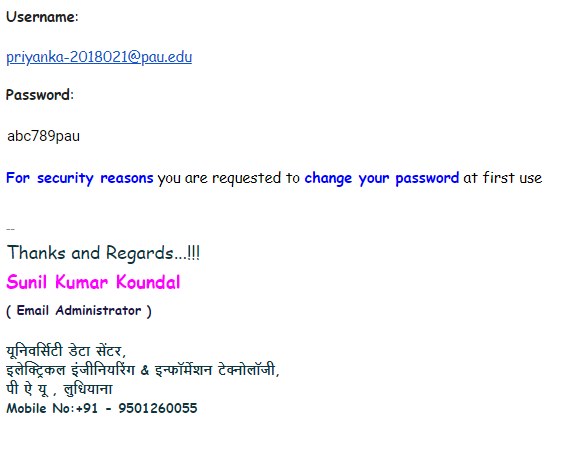 Username:
priyanka-2018021@pau.edu
Password:
abc789pau
For security reasons you are requested to change your password at first use
--
Thanks and Regards...!!!
Sunil Kumar Koundal
( Email Administrator )
यूनिवर्सिटी डेटा सेंटर,
इलेक्ट्रिकल इंजीनियरिंग & इन्फॉर्मेशन टेक्नोलॉजी,
पी ऐ यू , लुधियाना
Mobile No:+91 - 9501260055